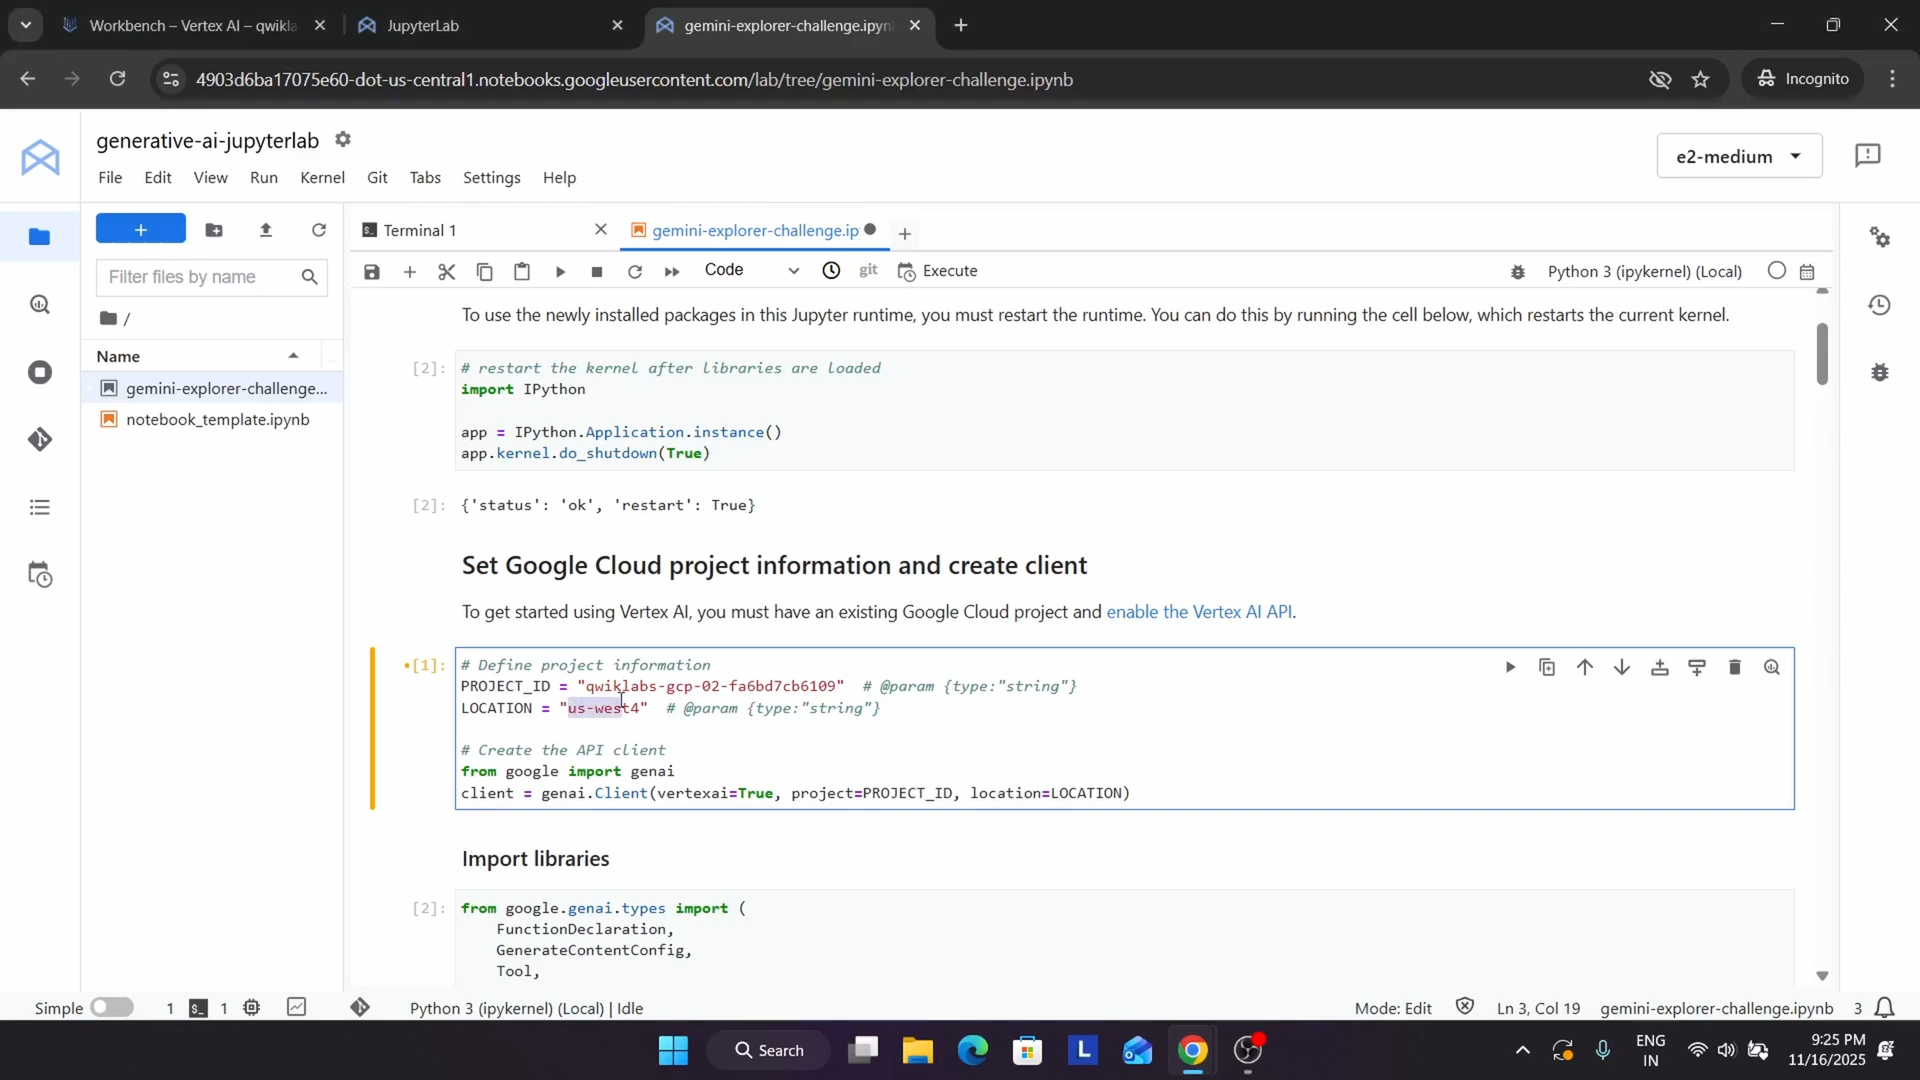 Workbench – Vertex AI – qwikla
JupyterLab
gemini-explorer-challenge.ipyn
4903d6ba17075e60-dot-us-central1.notebooks.googleusercontent.com/lab/tree/gemini-explorer-challenge.ipynb
Incognito
generative-ai-jupyterlab
e2-medium
File Edit View Run Kernel Git Tabs Settings Help
Terminal 1
gemini-explorer-challenge.ip
Filter files by name
Code
git
Execute
Python 3 (ipykernel) (Local)
/
Name
gemini-explorer-challenge...
notebook_template.ipynb
To use the newly installed packages in this Jupyter runtime, you must restart the runtime. You can do this by running the cell below, which restarts the current kernel.
[2]:
# restart the kernel after libraries are loaded
import IPython
app = IPython.Application.instance()
app.kernel.do_shutdown(True)
[2]: {'status': 'ok', 'restart': True}
Set Google Cloud project information and create client
To get started using Vertex AI, you must have an existing Google Cloud project and enable the Vertex AI API.
•[1]:
# Define project information
PROJECT_ID = "qwiklabs-gcp-02-fa6bd7cb6109"  # @param {type:"string"}
LOCATION = "us-west4"  # @param {type:"string"}
# Create the API client
from google import genai
client = genai.Client(vertexai=True, project=PROJECT_ID, location=LOCATION)
Import libraries
[2]:
from google.genai.types import (
FunctionDeclaration,
GenerateContentConfig,
Tool,
Simple
1
1
Python 3 (ipykernel) (Local) | Idle
Mode: Edit
Ln 3, Col 19
gemini-explorer-challenge.ipynb
3
Search
L
ENG
IN
9:25 PM
11/16/2025